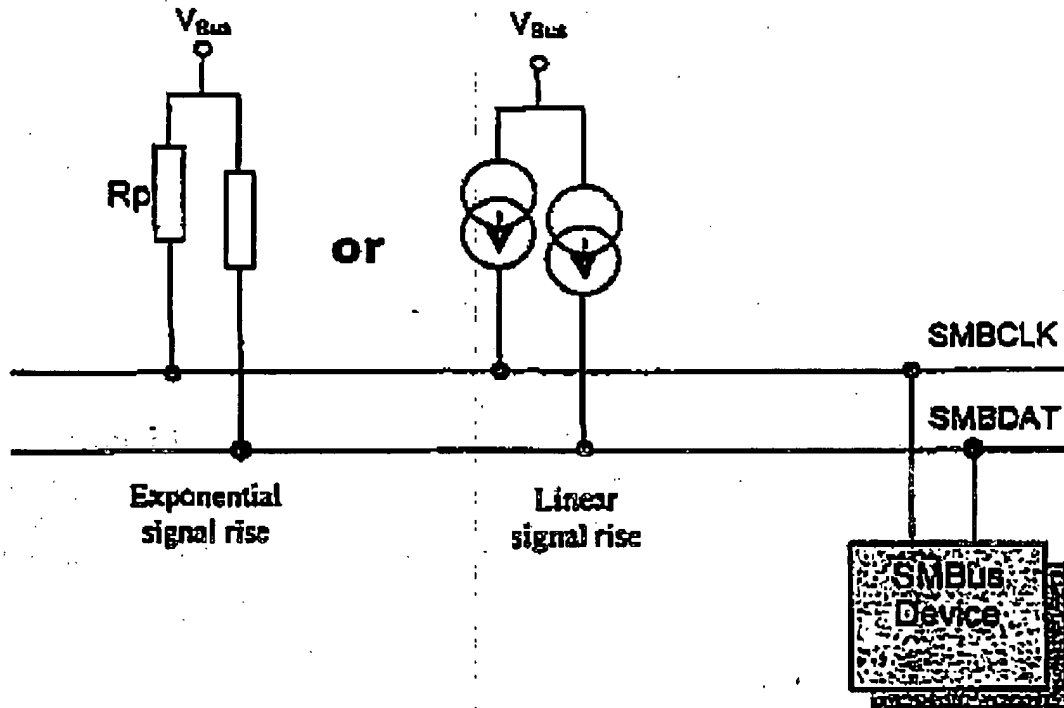 VBus
VBus
Rp
or
SMBCLK
SMBDAT
Exponential
signal rise
Linear
signal rise
SMBus
Device